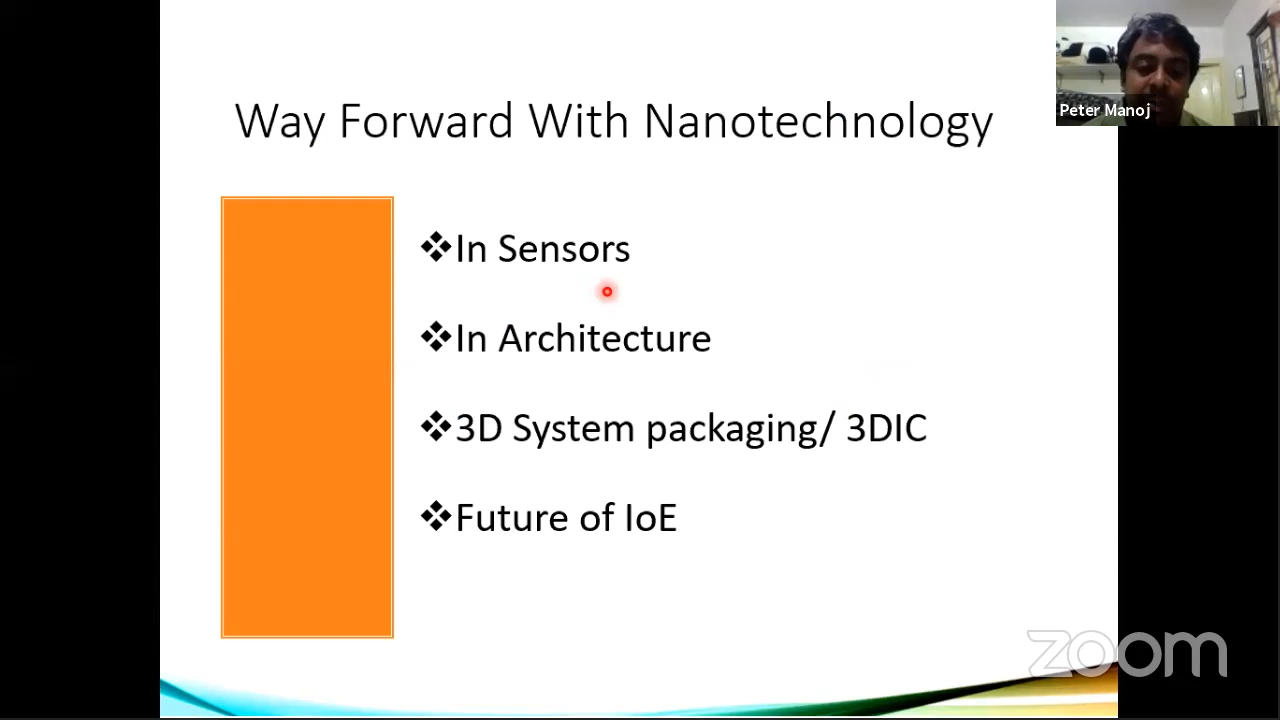 Way Forward With Nanotechnology
Peter Manoj
❖In Sensors
❖In Architecture
❖3D System packaging/ 3DIC
❖Future of IoE
zoom